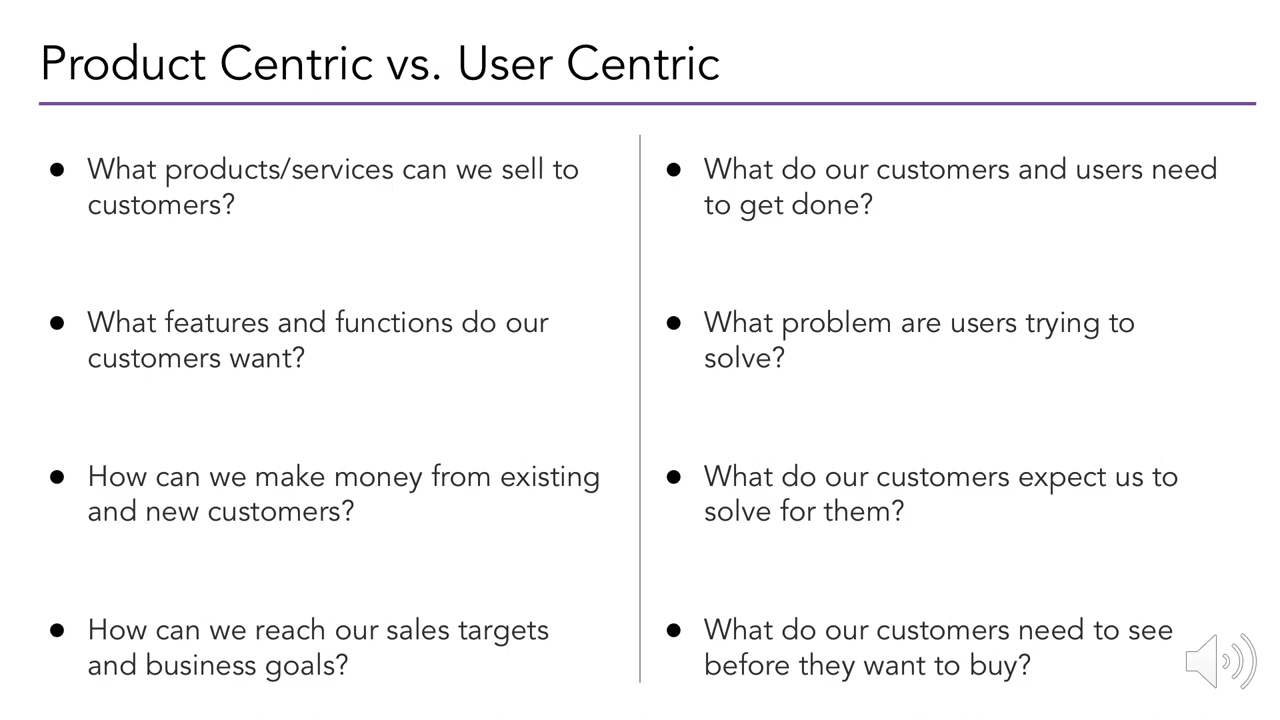 Product Centric vs. User Centric
● What products/services can we sell to
customers?
● What features and functions do our
customers want?
● How can we make money from existing
and new customers?
● How can we reach our sales targets
and business goals?
● What do our customers and users need
to get done?
● What problem are users trying to
solve?
● What do our customers expect us to
solve for them?
● What do our customers need to see
before they want to buy?